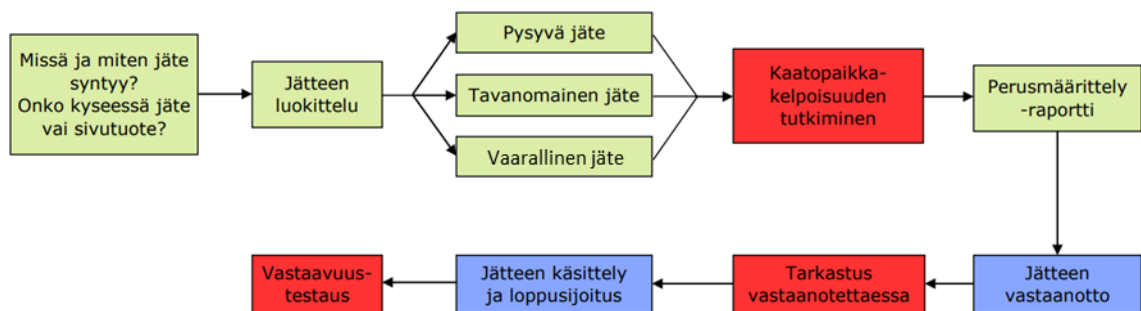 Missä ja miten jäte
syntyy?
Onko kyseessä jäte
vai sivutuote?
Jätteen
luokittelu
Pysyvä jäte
Tavanomainen jäte
Vaarallinen jäte
Kaatopaikka-
kelpoisuuden
tutkiminen
Perusmäärittely
-raportti
Jätteen
vastaanotto
Tarkastus
vastaanotettaessa
Jätteen käsittely
ja loppusijoitus
Vastaavuus-
testaus